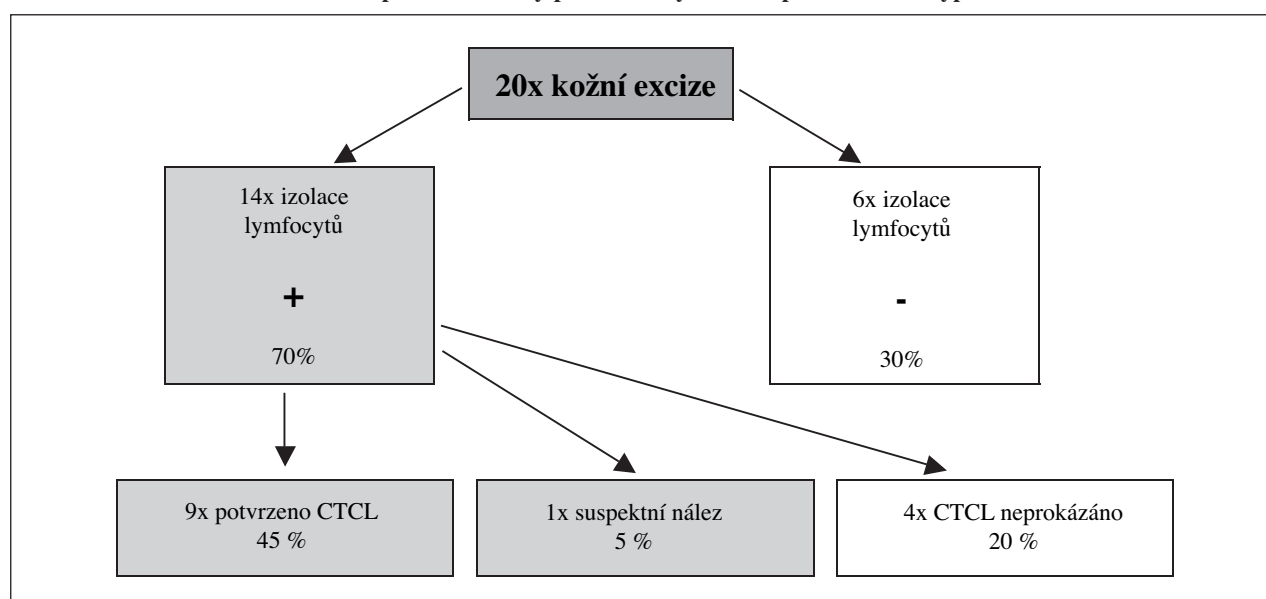 20x kožní excize
14x izolace
lymfocytů
+
70%
6x izolace
lymfocytů
-
30%
9x potvrzeno CTCL
45 %
1x suspektní nález
5 %
4x CTCL neprokázáno
20 %